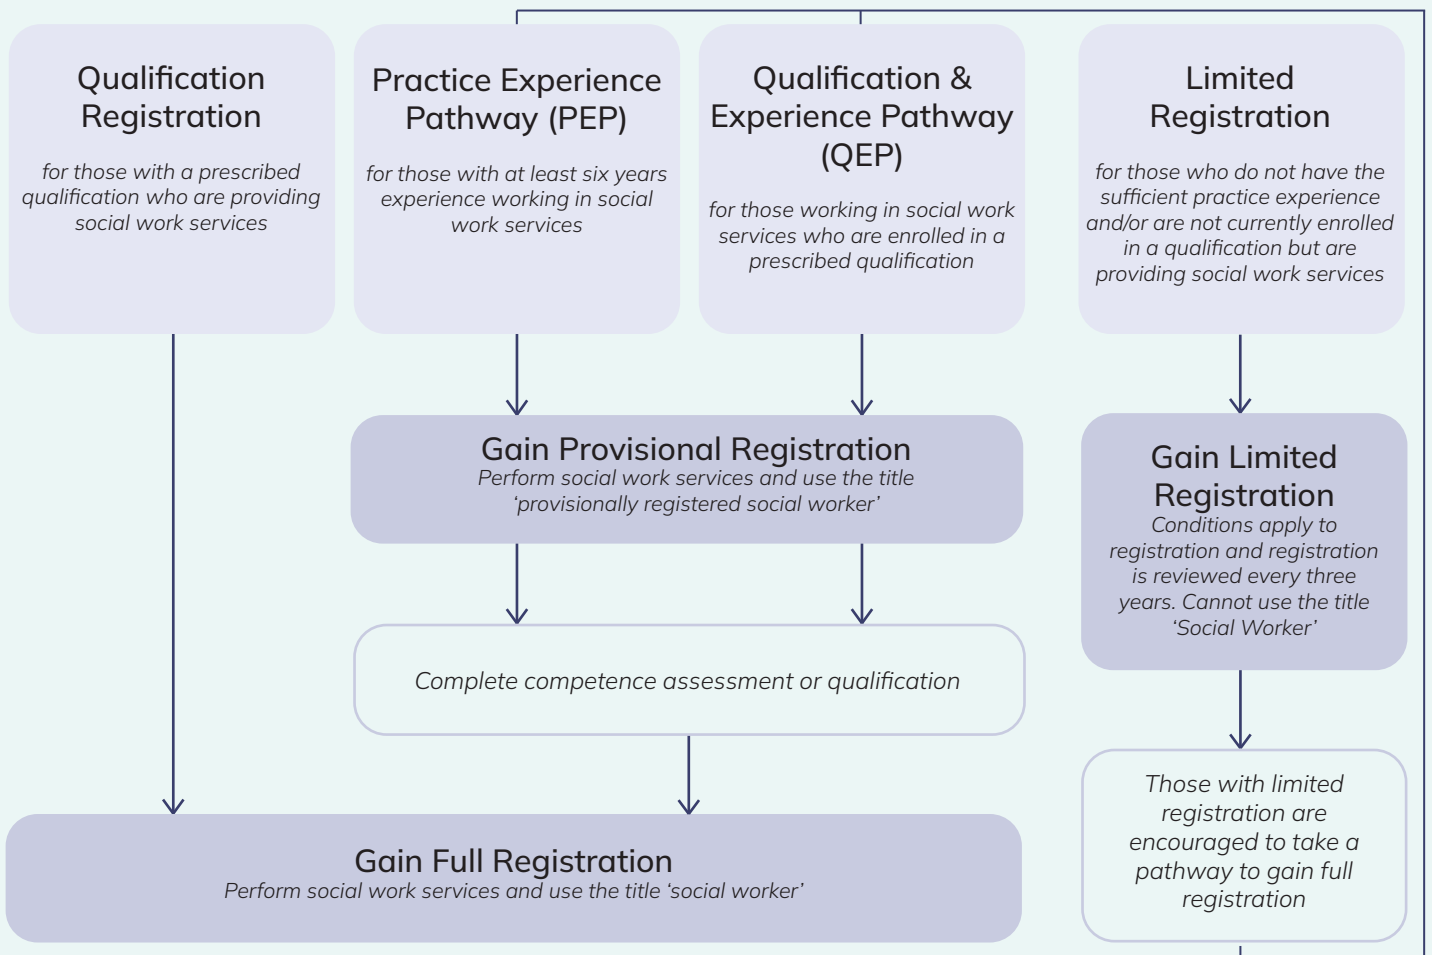 Qualification
Registration
for those with a prescribed
qualification who are providing
social work services
Practice Experience
Pathway (PEP)
for those with at least six years
experience working in social
work services
Qualification &
Experience Pathway
(QEP)
for those working in social work
services who are enrolled in a
prescribed qualification
Limited
Registration
for those who do not have the
sufficient practice experience
and/or are not currently enrolled
in a qualification but are
providing social work services
Gain Provisional Registration
Perform social work services and use the title
‘provisionally registered social worker’
Gain Limited
Registration
Conditions apply to
registration and registration
is reviewed every three
years. Cannot use the title
‘Social Worker’
Complete competence assessment or qualification
Those with limited
registration are
encouraged to take a
pathway to gain full
registration
Gain Full Registration
Perform social work services and use the title ‘social worker’